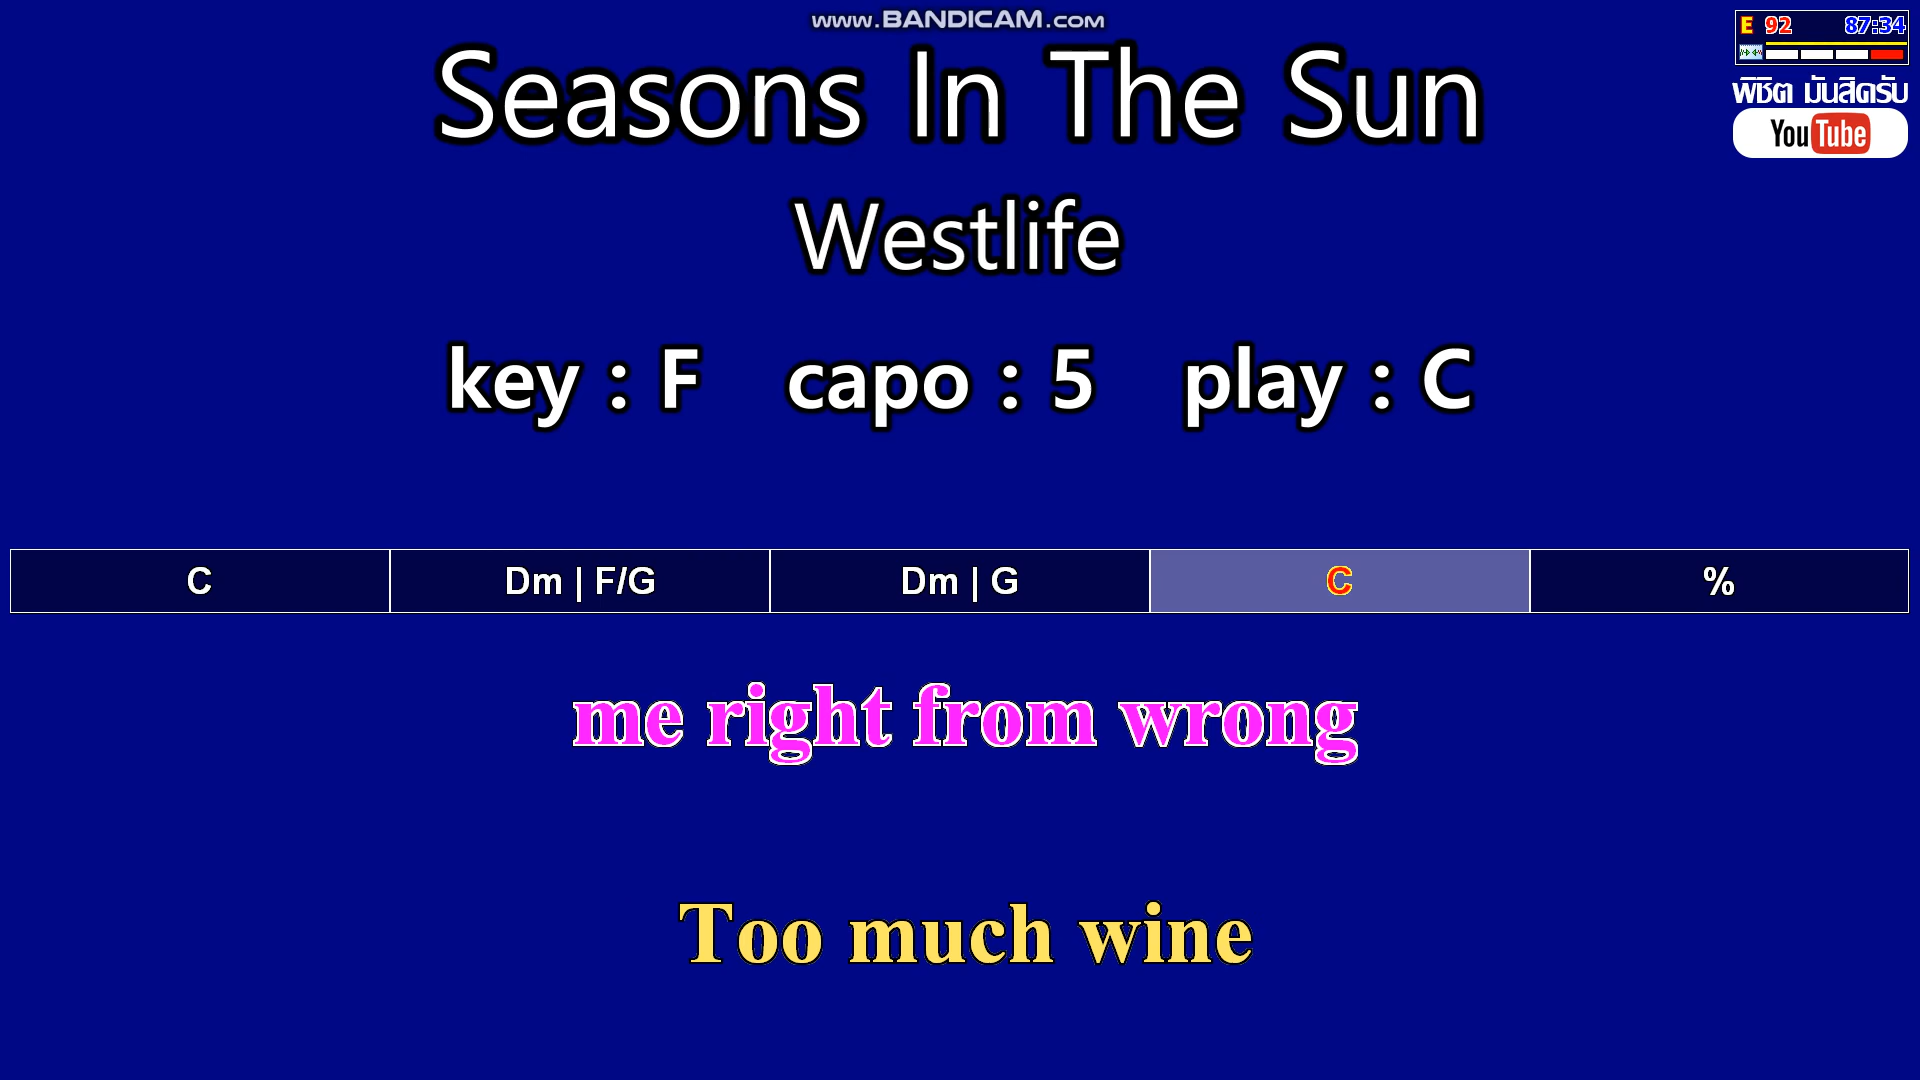 www.BANDICAM.com
E 92 87:34
Seasons In The Sun
พิชิต มันสิดรับ
YouTube
Westlife
key : F capo : 5 play : C
C Dm | F/G Dm | G C %
me right from wrong
Too much wine